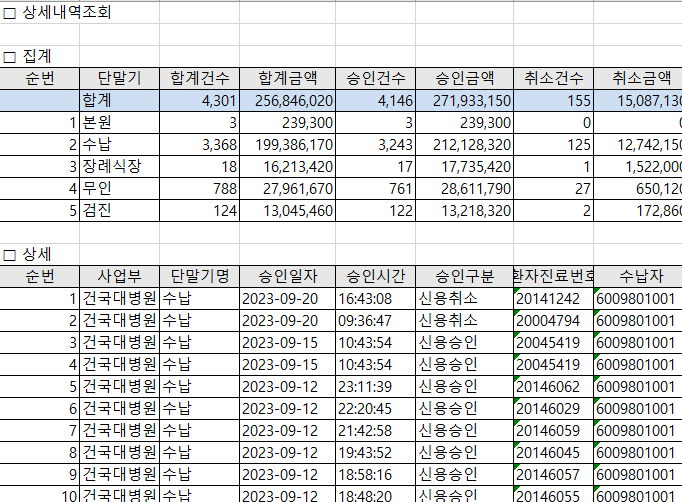 □ 상세내역조회
□ 집계
순번 단말기 합계건수 합계금액 승인건수 승인금액 취소건수 취소금액
합계 4,301 256,846,020 4,146 271,933,150 155 15,087,130
1 본원 3 239,300 3 239,300 0 0
2 수납 3,368 199,386,170 3,243 212,128,320 125 12,742,150
3 장례식장 18 16,213,420 17 17,735,420 1 1,522,000
4 무인 788 27,961,670 761 28,611,790 27 650,120
5 검진 124 13,045,460 122 13,218,320 2 172,860
□ 상세
순번 사업부 단말기명 승인일자 승인시간 승인구분 환자진료번호 수납자
1 건국대병원 수납 2023-09-20 16:43:08 신용취소 20141242 6009801001
2 건국대병원 수납 2023-09-20 09:36:47 신용취소 20004794 6009801001
3 건국대병원 수납 2023-09-15 10:43:54 신용승인 20045419 6009801001
4 건국대병원 수납 2023-09-15 10:43:54 신용승인 20045419 6009801001
5 건국대병원 수납 2023-09-12 23:11:39 신용승인 20146062 6009801001
6 건국대병원 수납 2023-09-12 22:20:45 신용승인 20146029 6009801001
7 건국대병원 수납 2023-09-12 21:42:58 신용승인 20146059 6009801001
8 건국대병원 수납 2023-09-12 19:43:52 신용승인 20146045 6009801001
9 건국대병원 수납 2023-09-12 18:58:16 신용승인 20146057 6009801001
10 건국대병원 수납 2023-09-12 18:48:20 신용승인 20146055 6009801001